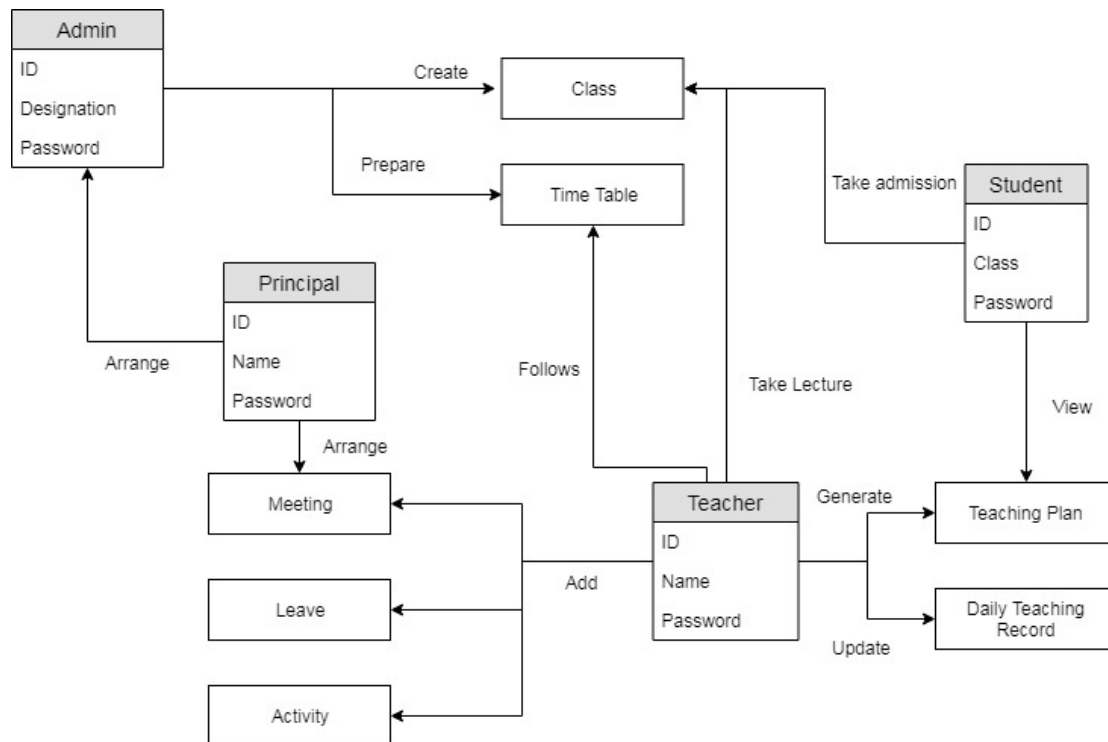 Admin
ID
Designation
Password
Create
Class
Prepare
Time Table
Take admission
Student
ID
Class
Password
Principal
ID
Name
Password
Arrange
Follows
Take Lecture
View
Arrange
Meeting
Teacher
ID
Name
Password
Generate
Teaching Plan
Add
Leave
Daily Teaching
Record
Update
Activity